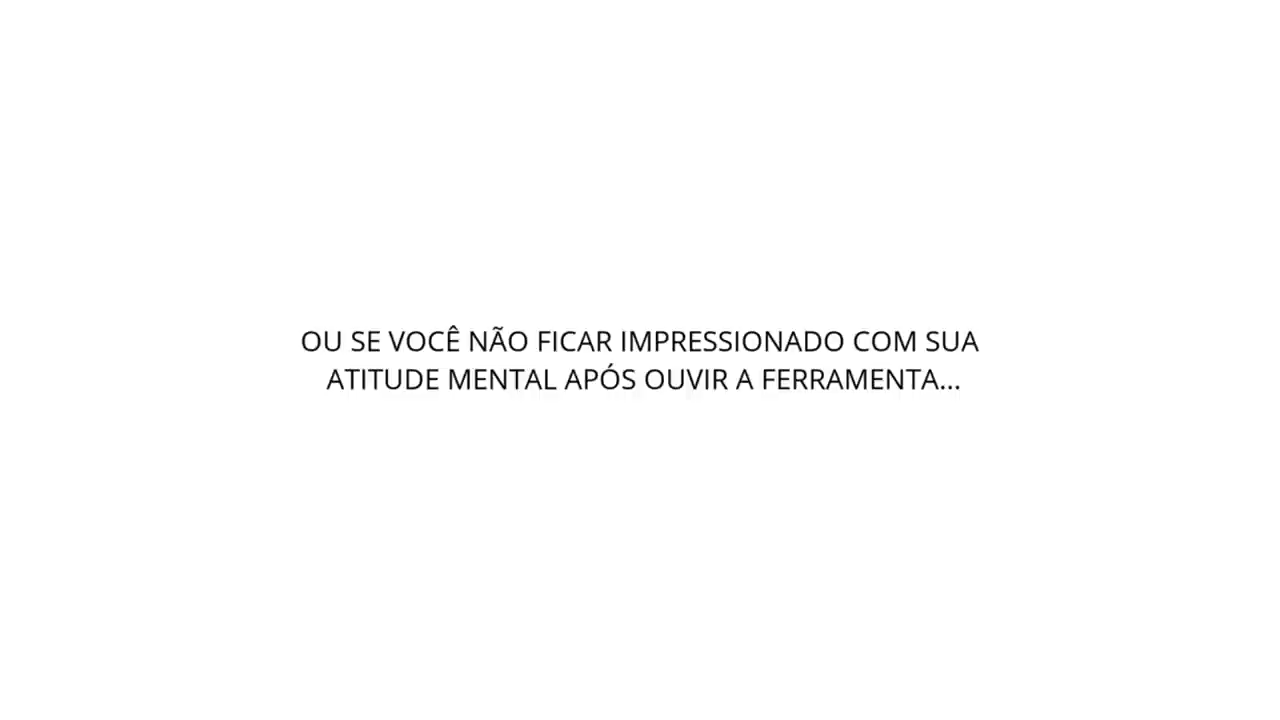 OU SE VOCÊ NÃO FICAR IMPRESSIONADO COM SUA
ATITUDE MENTAL APÓS OUVIR A FERRAMENTA...